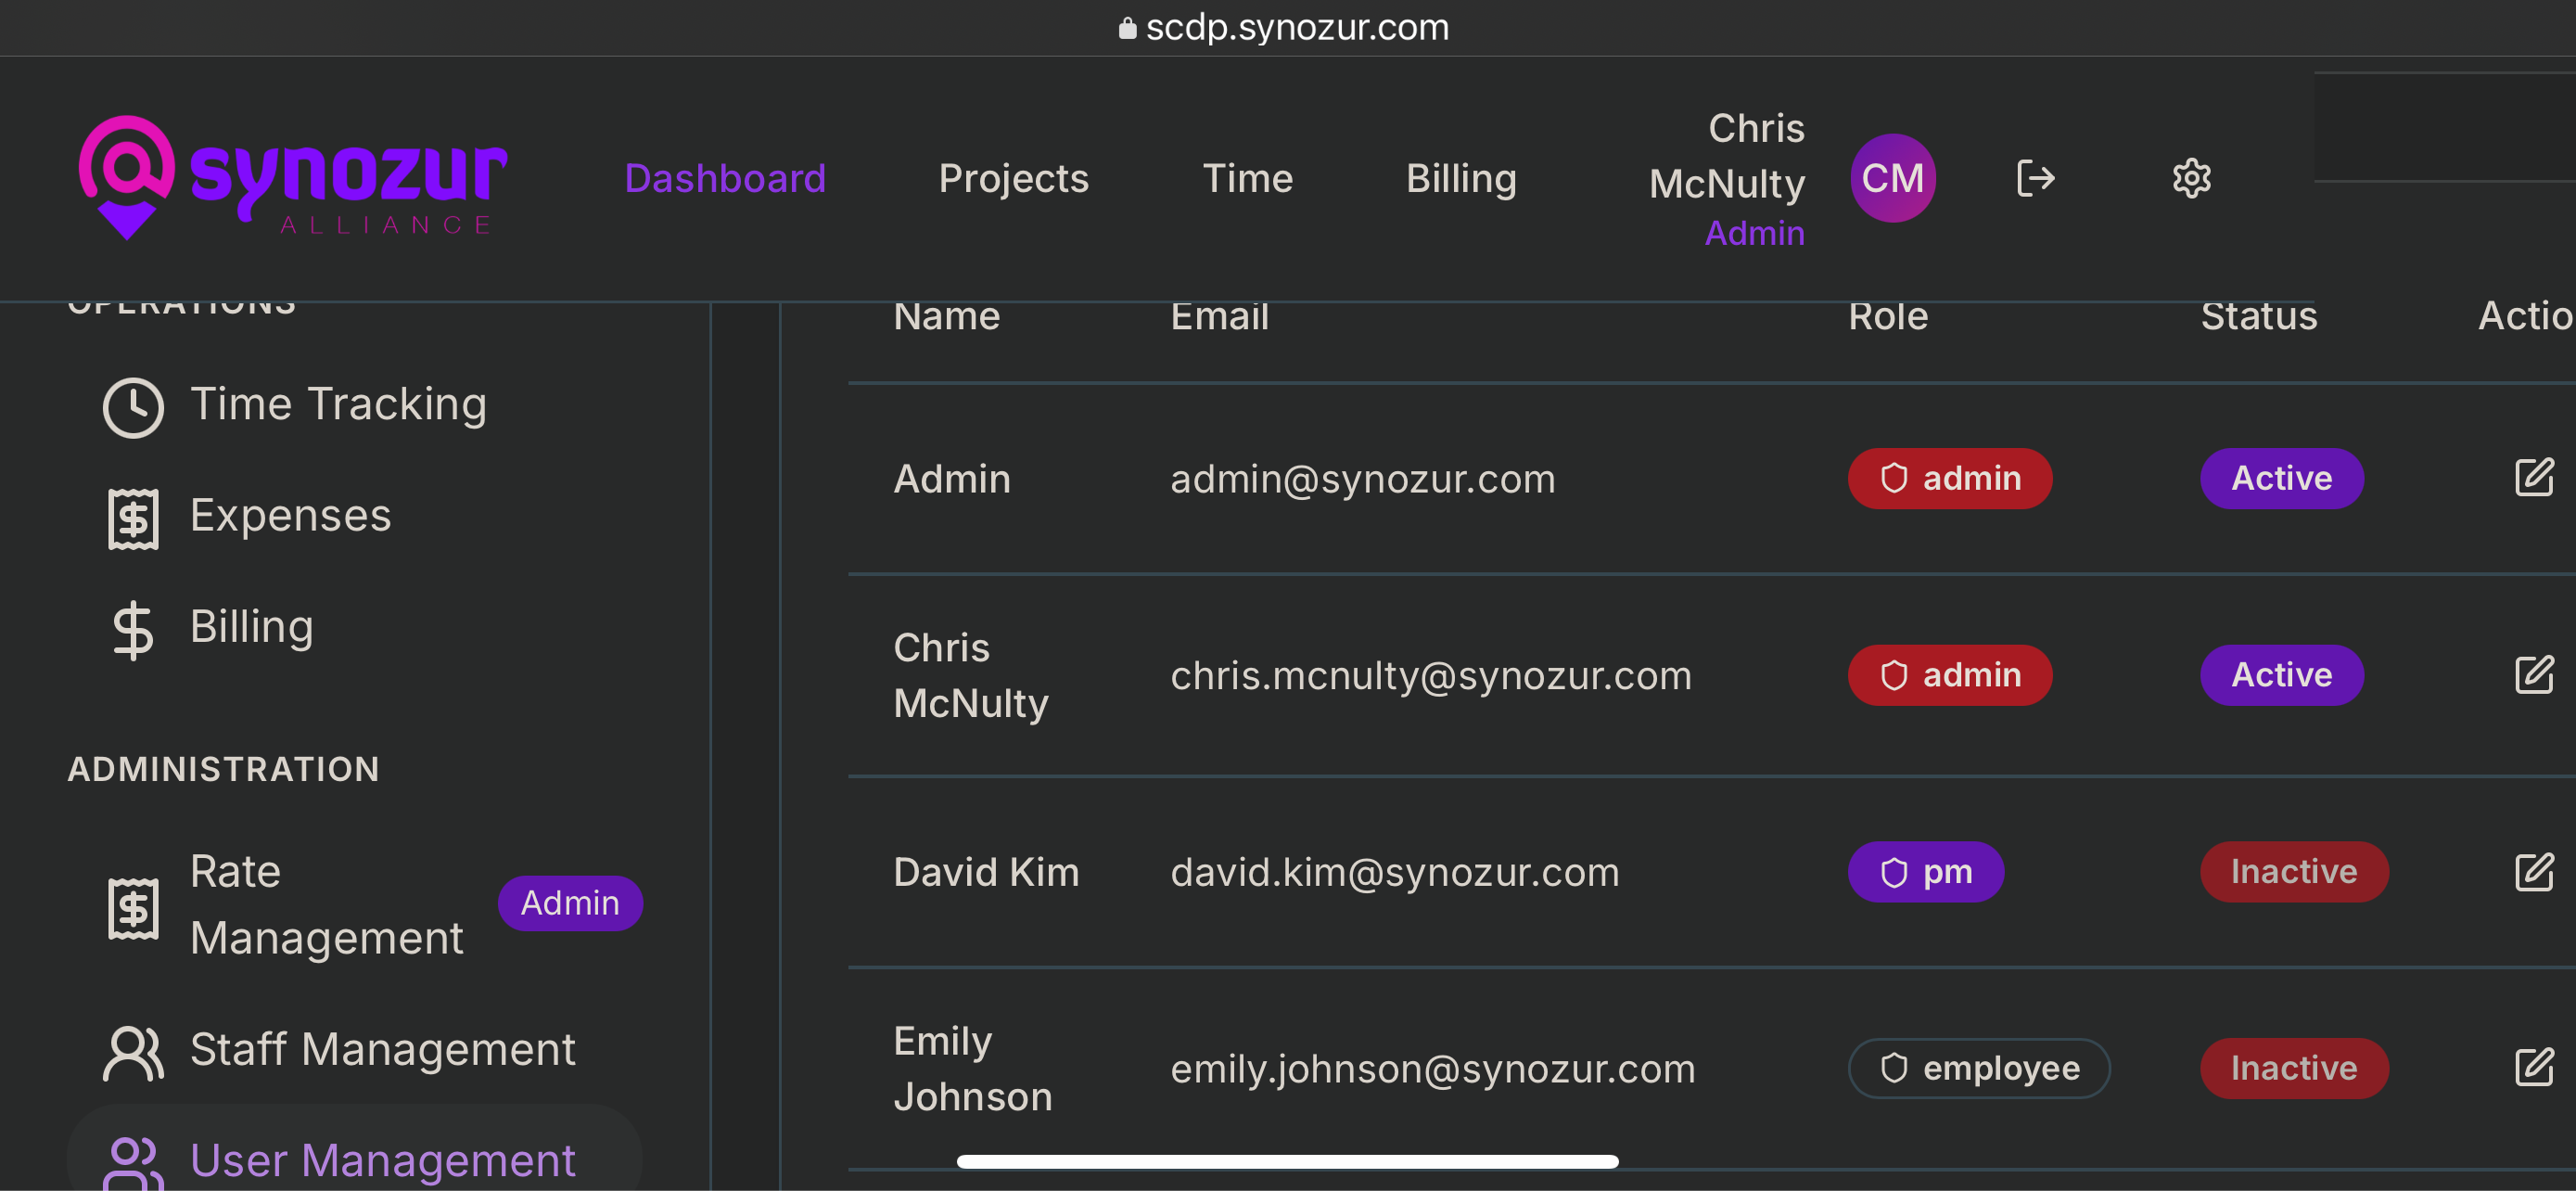 scdp.synozur.com
synozur
ALLIANCE
Dashboard
Projects
Time
Billing
Chris
McNulty
Admin
CM
OPERATIONS
Time Tracking
Expenses
Billing
ADMINISTRATION
Rate
Management
Admin
Staff Management
User Management
Name Email Role Status Actio
Admin admin@synozur.com admin Active
Chris
McNulty chris.mcnulty@synozur.com admin Active
David Kim david.kim@synozur.com pm Inactive
Emily
Johnson emily.johnson@synozur.com employee Inactive